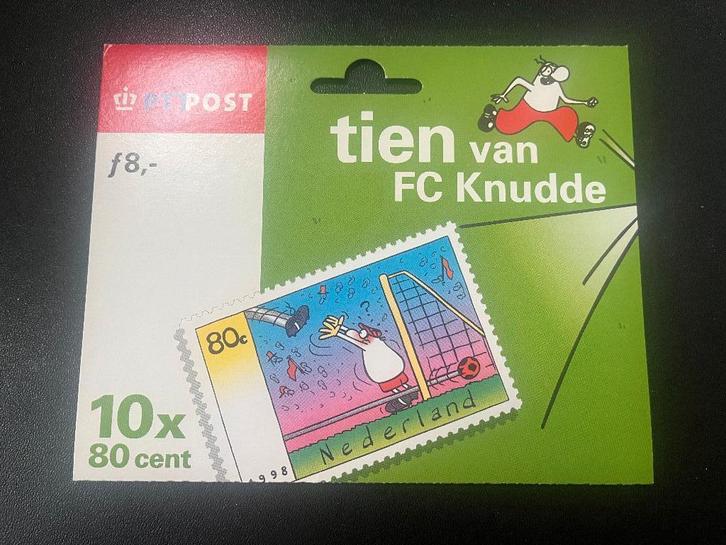 PTTPOST
ƒ8,-
tien van
FC Knudde
80c
Nederland
1998
10x
80 cent